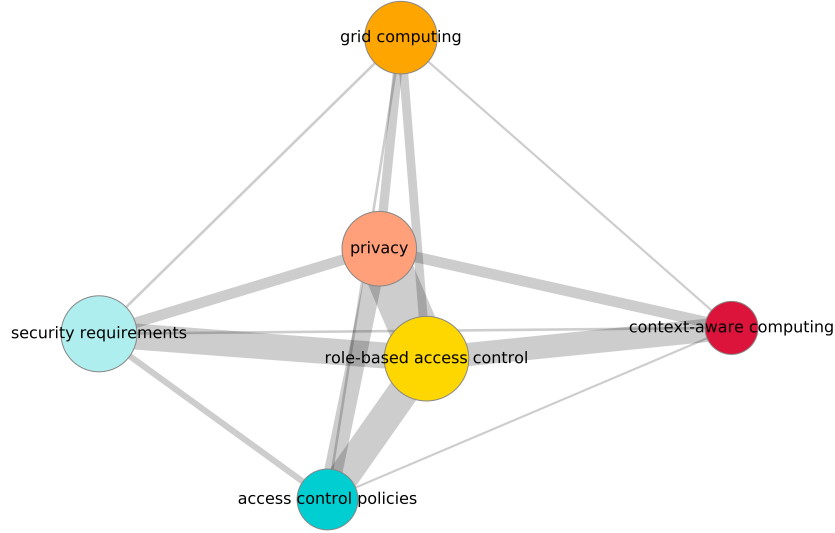 grid computing
privacy
security requirements
context-aware computing
role-based access control
access control policies